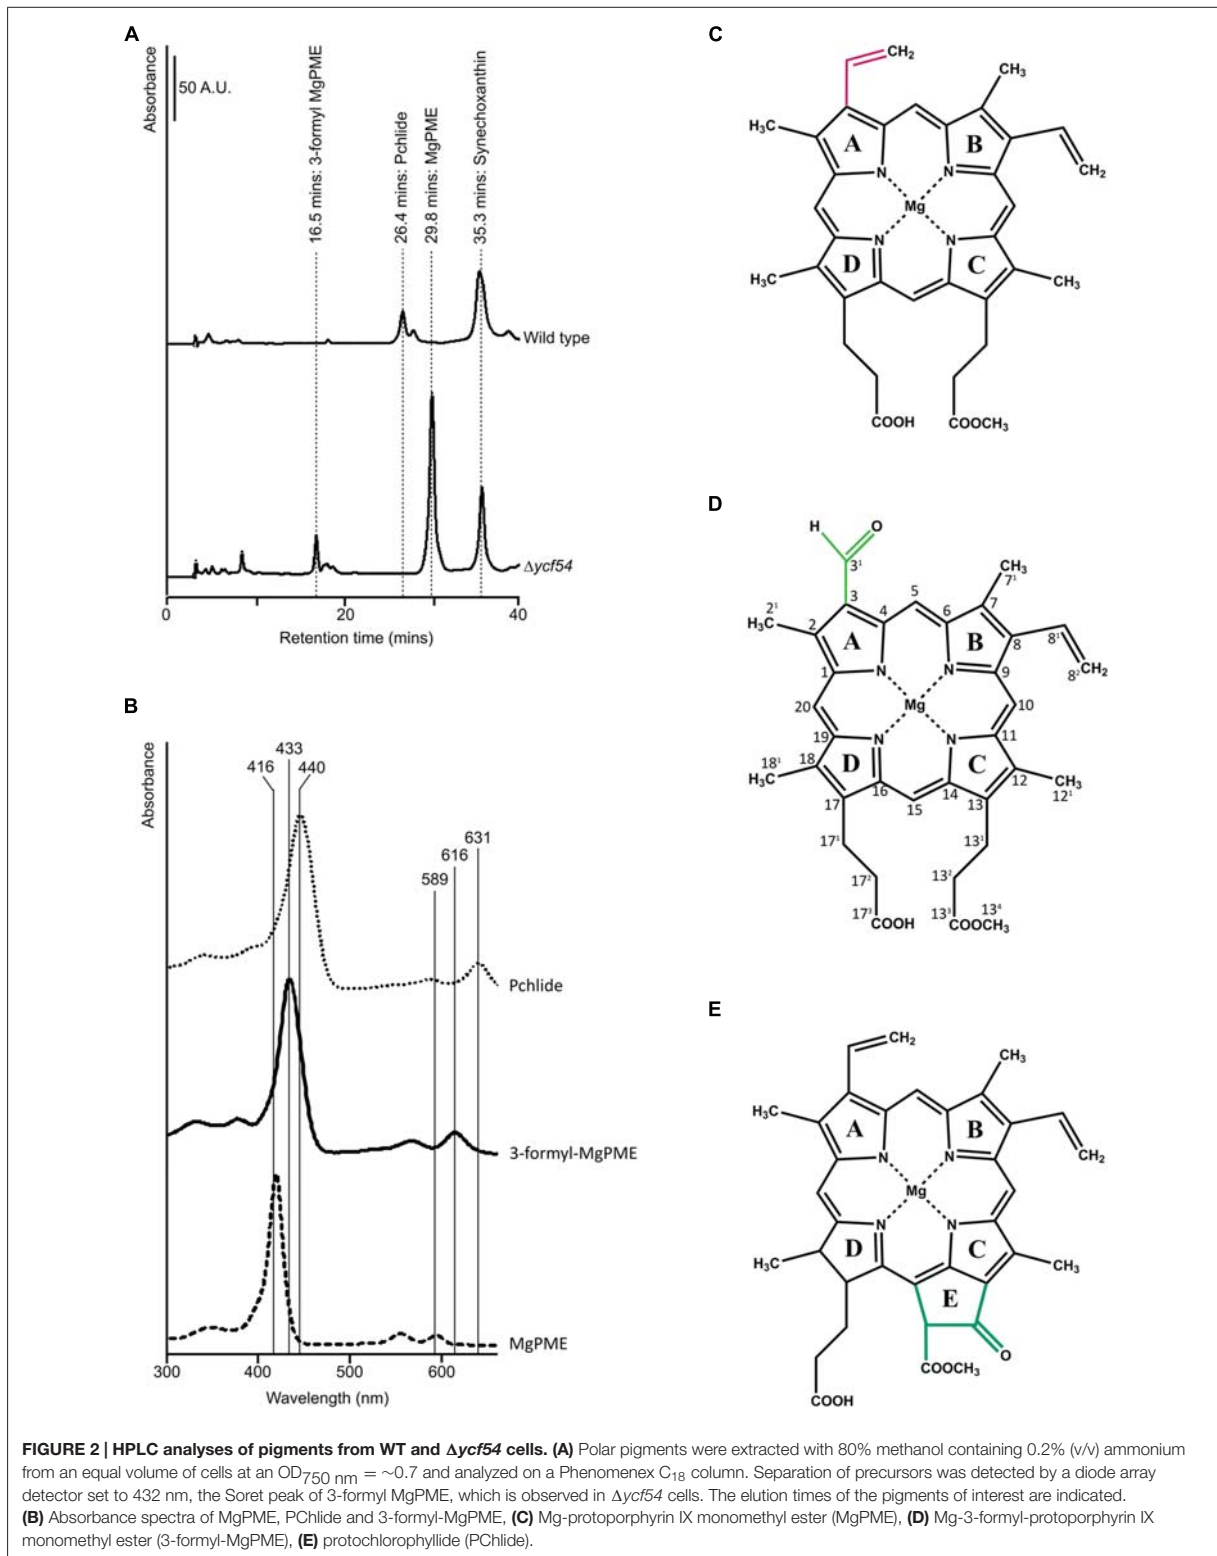 A
Absorbance
50 A.U.
16.5 mins: 3-formyl MgPME
26.4 mins: Pchlide
29.8 mins: MgPME
35.3 mins: Synechoxanthin
Wild type
Δycf54
0 20 40
Retention time (mins)
B
Absorbance
416 433 440
589 616 631
Pchlide
3-formyl-MgPME
MgPME
300 400 500 600
Wavelength (nm)
C
CH2
CH3
H3C
A B
CH2
N N
Mg
N N
D C
H3C
CH3
COOH COOCH3
D
H O
3¹
CH3
7¹
2¹
H3C
3 5 7
2 4 6
A B
8 8¹
8² CH2
1 N N 9
20 Mg 10
19 N N 11
18¹
H3C
18 D C 12
CH3
12¹
17 16 15 14 13
17¹ 13¹
17² 13²
17³ 13³ 13⁴
COOH COOCH3
E
CH2
CH3
H3C
A B
CH2
N N
Mg
N N
D C
H3C
CH3
E
O
COOCH3
COOH
FIGURE 2 | HPLC analyses of pigments from WT and Δycf54 cells. (A) Polar pigments were extracted with 80% methanol containing 0.2% (v/v) ammonium
from an equal volume of cells at an OD750 nm = ~0.7 and analyzed on a Phenomenex C18 column. Separation of precursors was detected by a diode array
detector set to 432 nm, the Soret peak of 3-formyl MgPME, which is observed in Δycf54 cells. The elution times of the pigments of interest are indicated.
(B) Absorbance spectra of MgPME, PChlide and 3-formyl-MgPME, (C) Mg-protoporphyrin IX monomethyl ester (MgPME), (D) Mg-3-formyl-protoporphyrin IX
monomethyl ester (3-formyl-MgPME), (E) protochlorophyllide (PChlide).